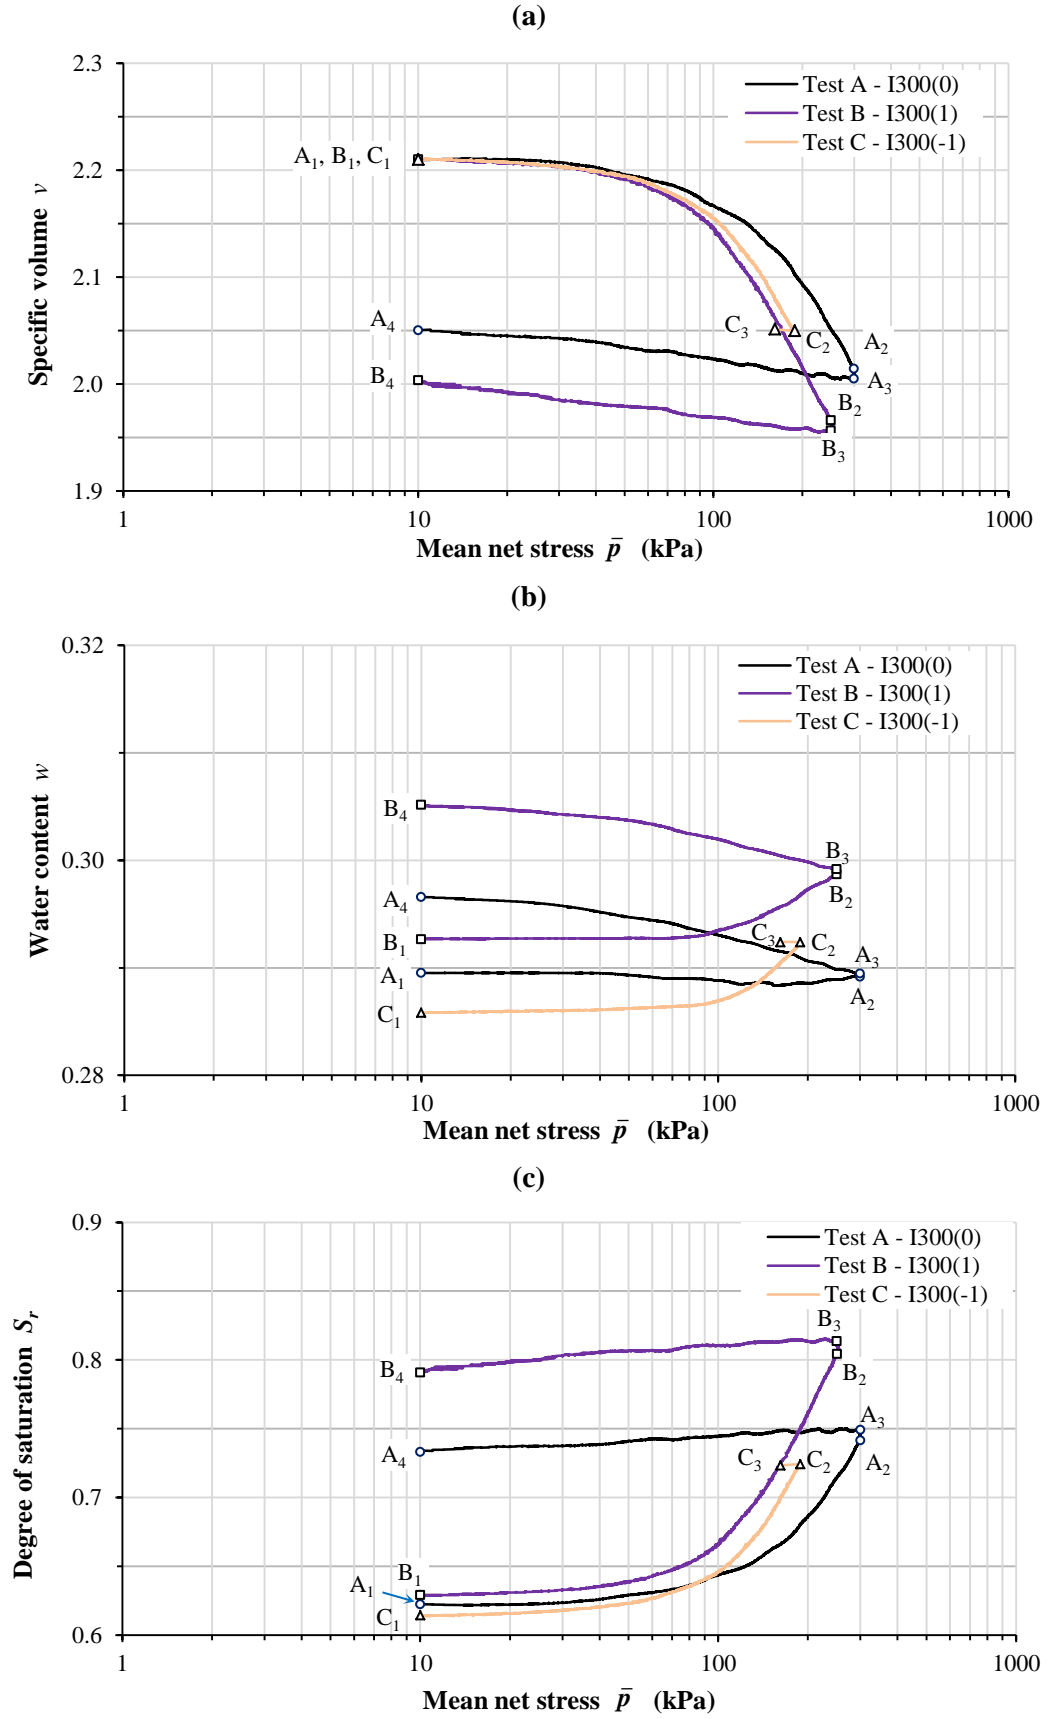 (a)
2.3
Test A - I300(0)
Test B - I300(1)
Test C - I300(-1)
A1, B1, C1
2.2
Specific volume v
2.1
A4
C3
C2
A2
2.0
B4
A3
B2
B3
1.9
1
10
100
1000
Mean net stress p̄ (kPa)
(b)
0.32
Test A - I300(0)
Test B - I300(1)
Test C - I300(-1)
Water content w
B4
0.30
B3
B2
A4
B1
C3
C2
A1
A3
A2
C1
0.28
1
10
100
1000
Mean net stress p̄ (kPa)
(c)
0.9
Test A - I300(0)
Test B - I300(1)
Test C - I300(-1)
Degree of saturation Sr
B3
0.8
B4
B2
A3
A4
C3
C2
A2
0.7
B1
A1
C1
0.6
1
10
100
1000
Mean net stress p̄ (kPa)